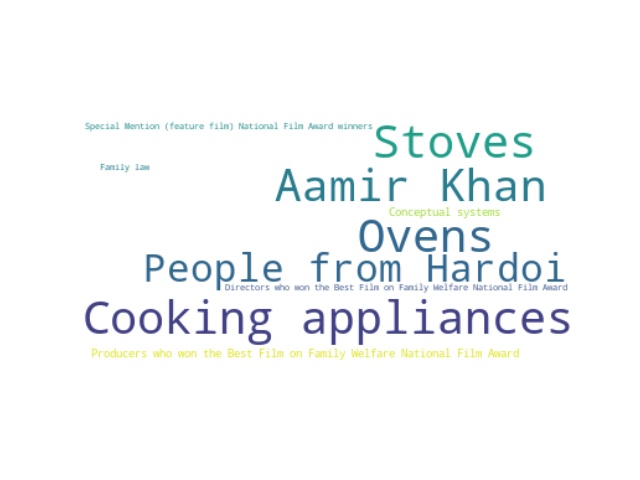 Special Mention (feature film) National Film Award winners
Stoves
Family law
Aamir Khan
Conceptual systems
Ovens
People from Hardoi
Directors who won the Best Film on Family Welfare National Film Award
Cooking appliances
Producers who won the Best Film on Family Welfare National Film Award